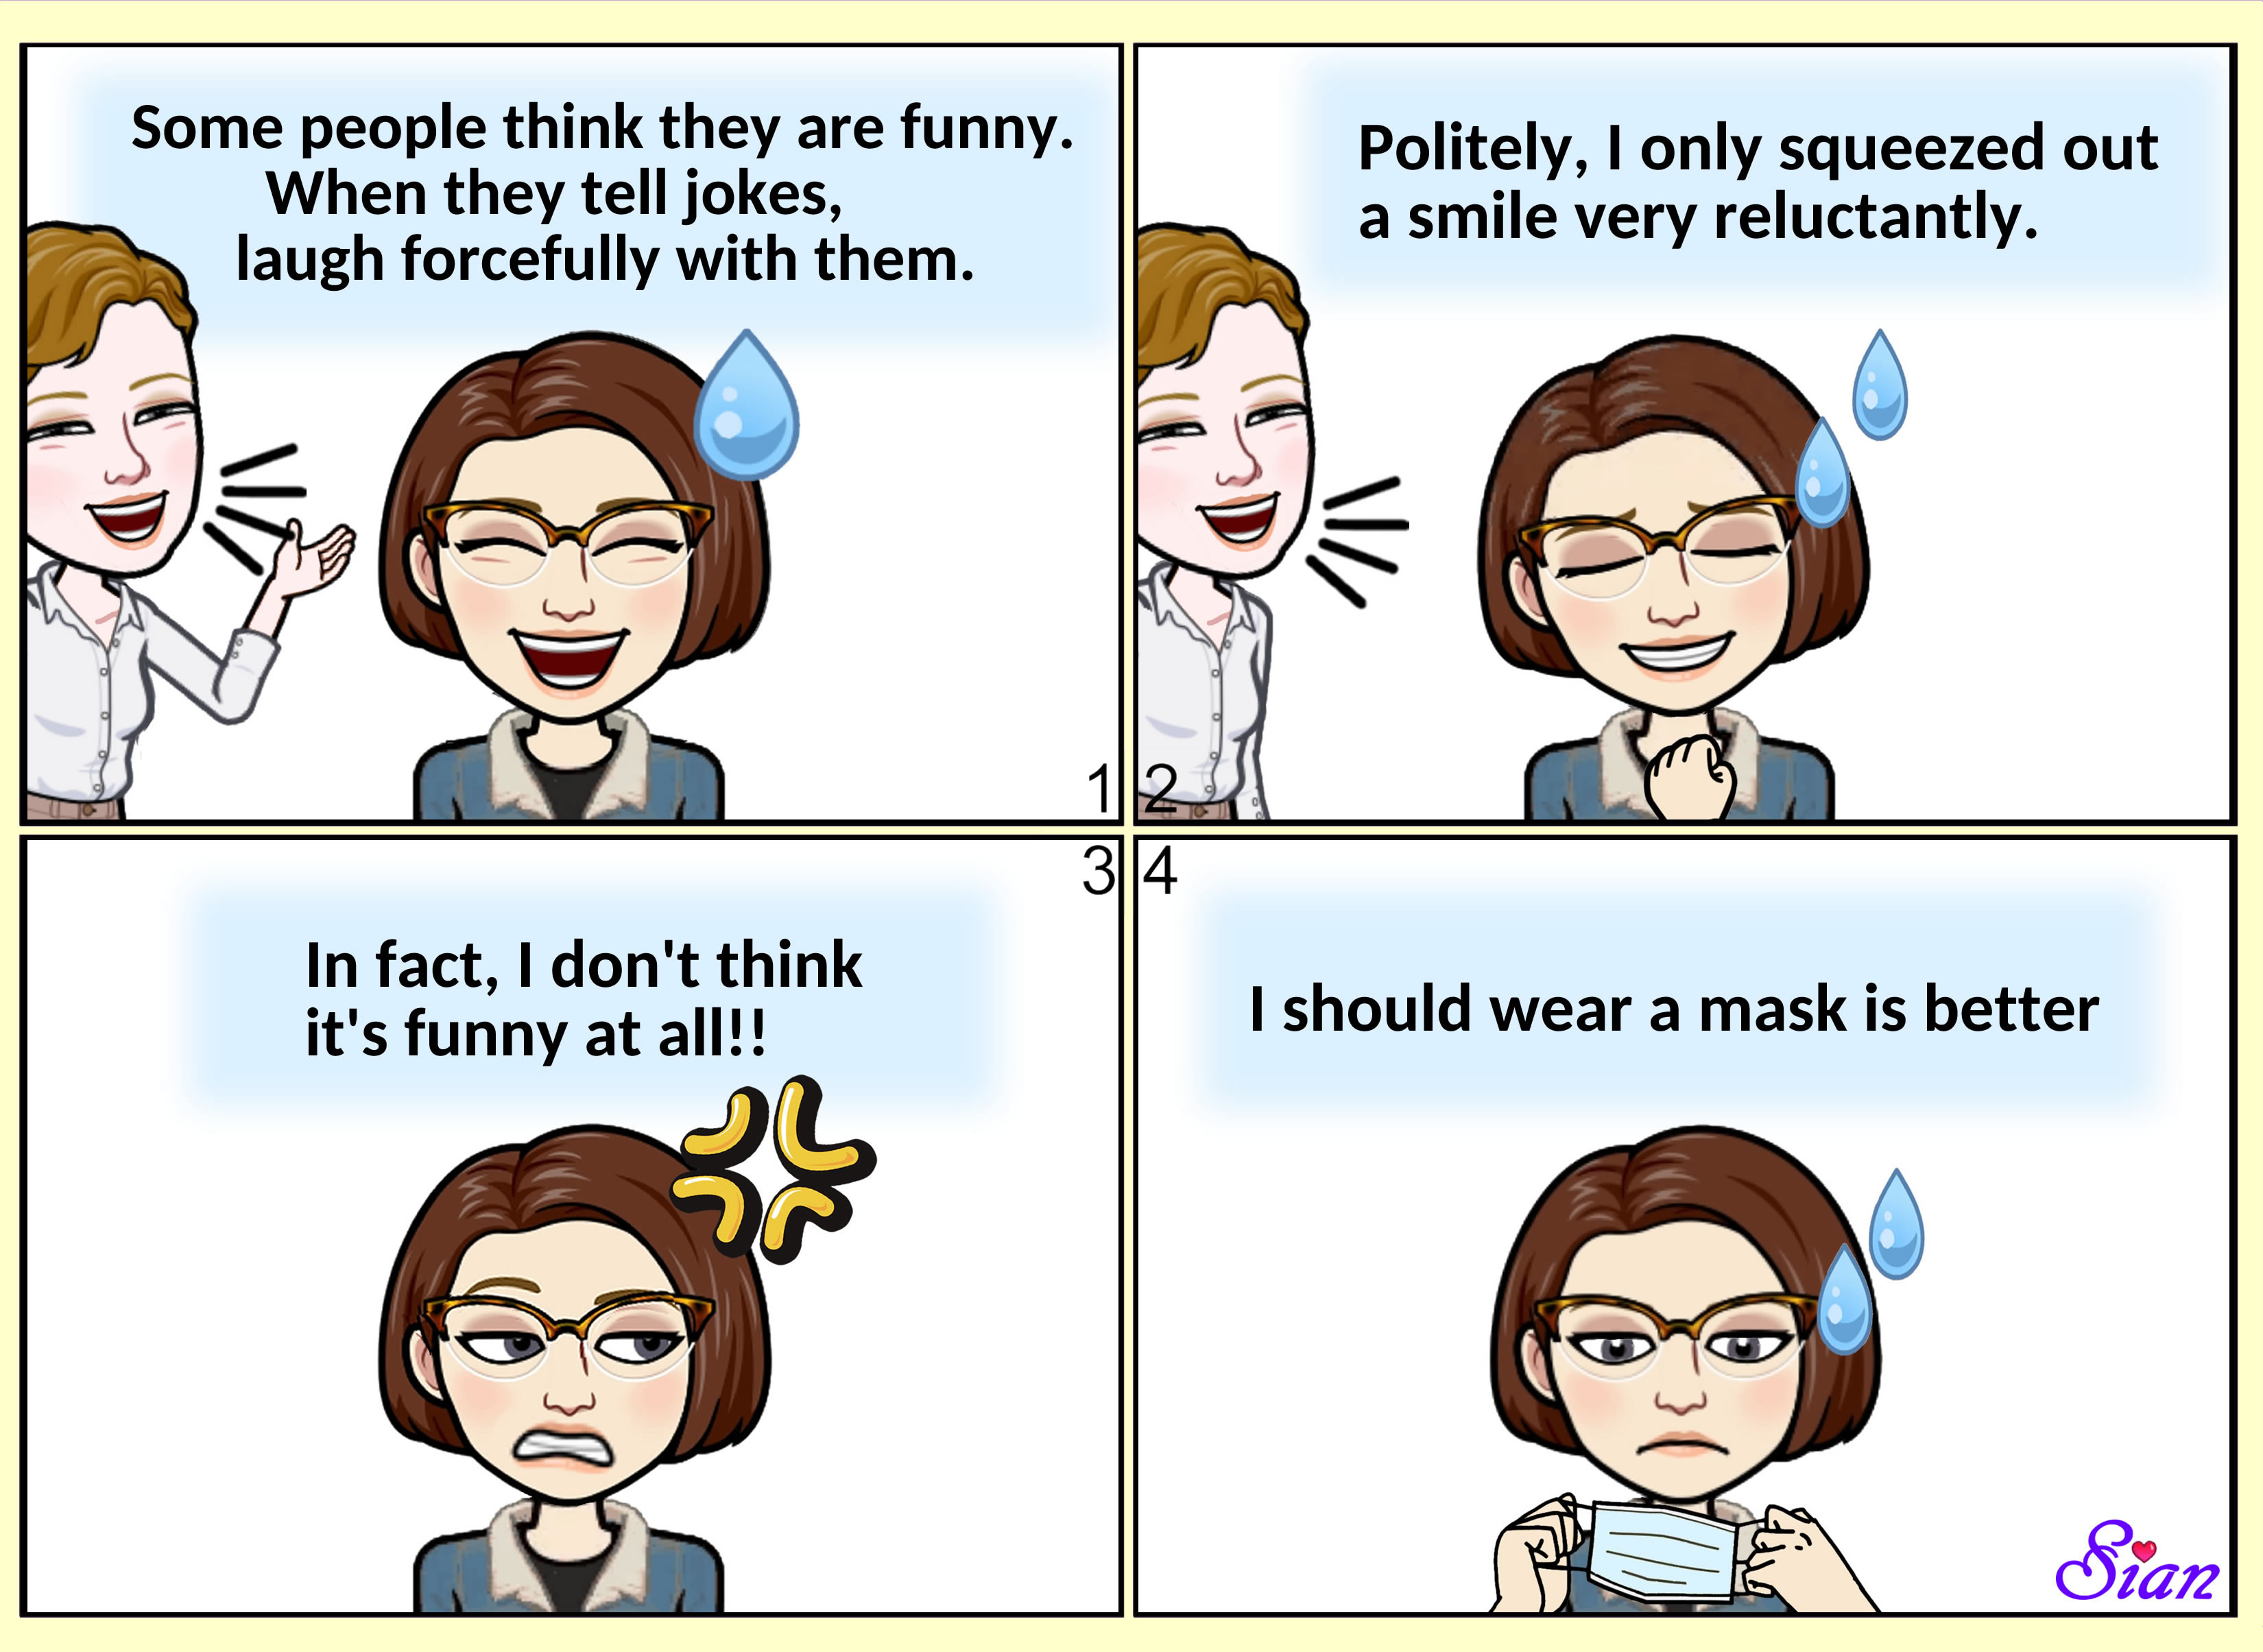 Some people think they are funny.
When they tell jokes,
laugh forcefully with them.
1
Politely, I only squeezed out
a smile very reluctantly.
2
3
In fact, I don't think
it's funny at all!!
4
I should wear a mask is better
Sian